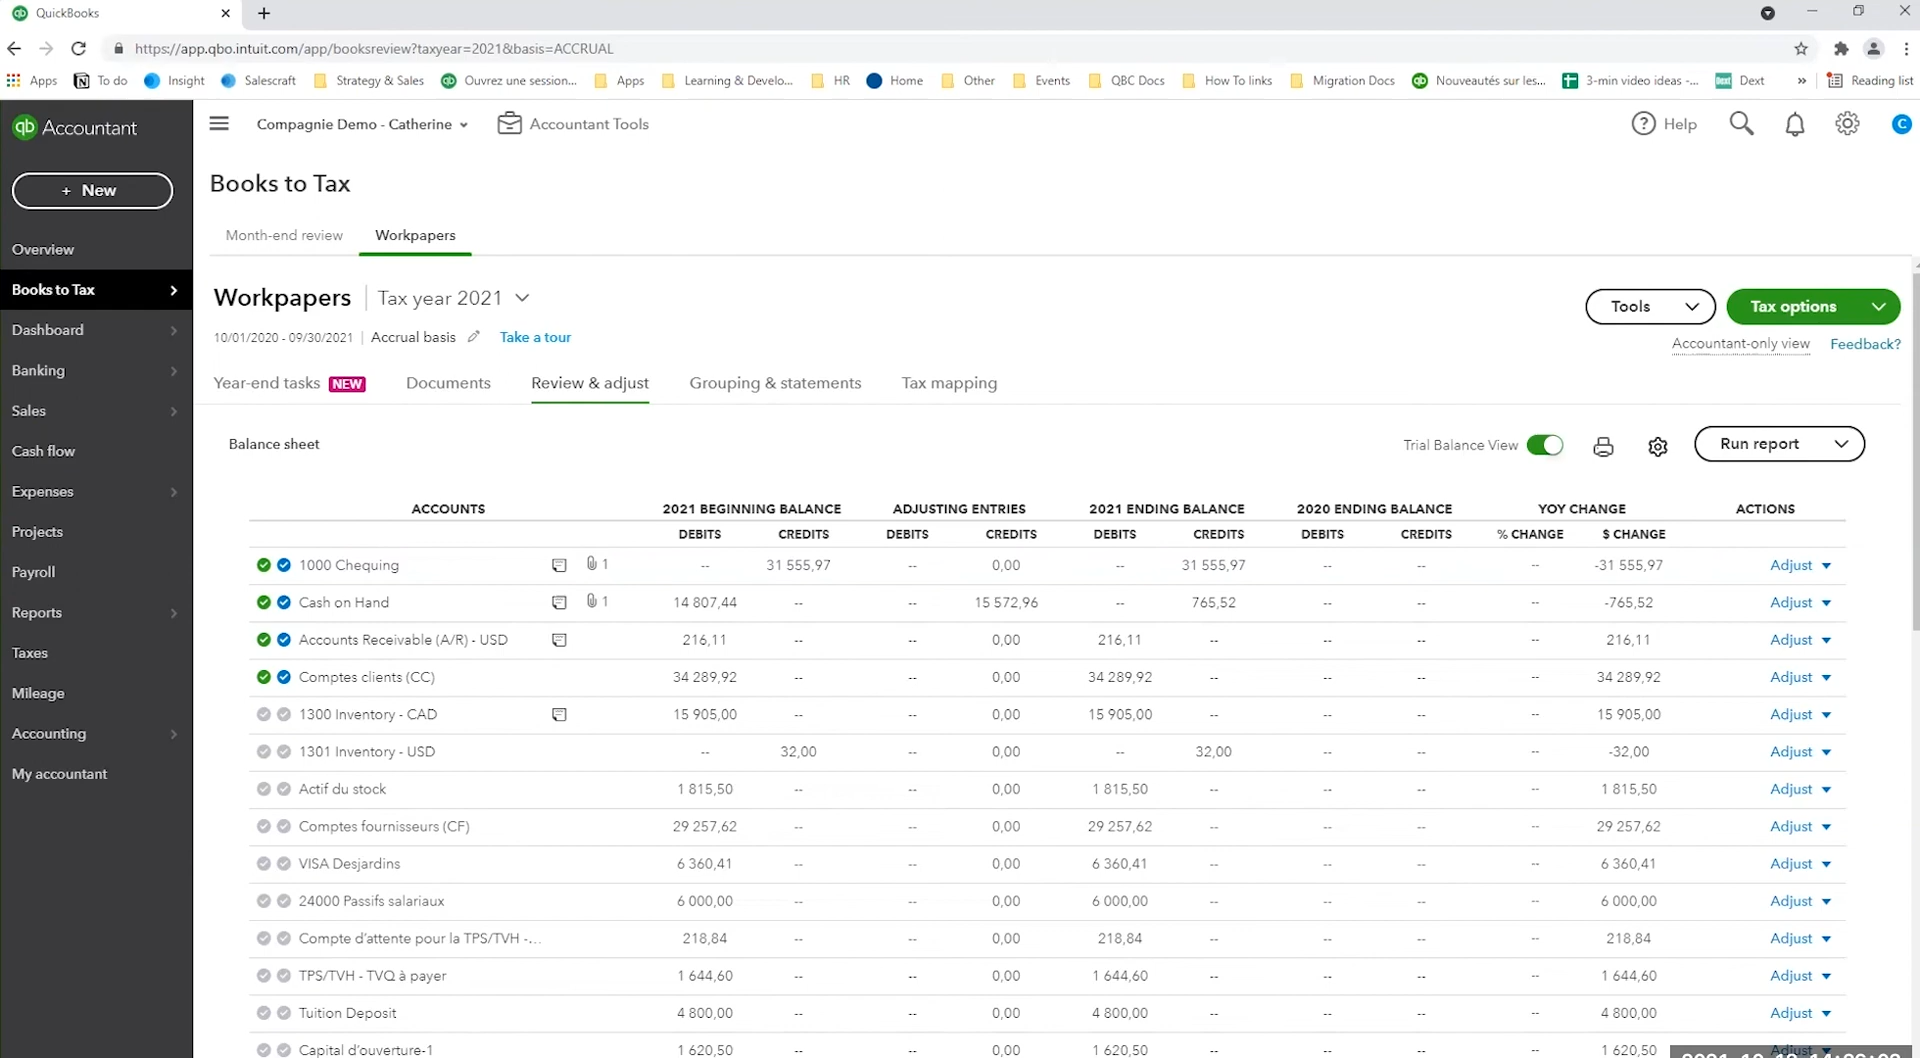 QuickBooks
https://app.qbo.intuit.com/app/booksreview?taxyear=2021&basis=ACCRUAL
Apps To do Insight Salescraft Strategy & Sales Ouvrez une session... Apps Learning & Develo... HR Home Other Events QBC Docs How To links Migration Docs Nouveautés sur les... 3-min video ideas -... Dext Dext » Reading list
qb Accountant
Compagnie Demo - Catherine Accountant Tools
Help C
+ New
Overview
Books to Tax
Dashboard
Banking
Sales
Cash flow
Expenses
Projects
Payroll
Reports
Taxes
Mileage
Accounting
My accountant
Books to Tax
Month-end review Workpapers
Workpapers Tax year 2021
Tools Tax options
10/01/2020 - 09/30/2021 Accrual basis Take a tour
Accountant-only view Feedback?
Year-end tasks NEW Documents Review & adjust Grouping & statements Tax mapping
Balance sheet Trial Balance View Run report
ACCOUNTS 2021 BEGINNING BALANCE ADJUSTING ENTRIES 2021 ENDING BALANCE 2020 ENDING BALANCE YOY CHANGE ACTIONS
DEBITS CREDITS DEBITS CREDITS DEBITS CREDITS DEBITS CREDITS % CHANGE $ CHANGE
1000 Chequing 1 -- 31 555,97 -- 0,00 -- 31 555,97 -- -- -- -31 555,97 Adjust
Cash on Hand 1 14 807,44 -- -- 15 572,96 -- 765,52 -- -- -- -765,52 Adjust
Accounts Receivable (A/R) - USD 216,11 -- -- 0,00 216,11 -- -- -- -- 216,11 Adjust
Comptes clients (CC) 34 289,92 -- -- 0,00 34 289,92 -- -- -- -- 34 289,92 Adjust
1300 Inventory - CAD 15 905,00 -- -- 0,00 15 905,00 -- -- -- -- 15 905,00 Adjust
1301 Inventory - USD -- 32,00 -- 0,00 -- 32,00 -- -- -- -32,00 Adjust
Actif du stock 1 815,50 -- -- 0,00 1 815,50 -- -- -- -- 1 815,50 Adjust
Comptes fournisseurs (CF) 29 257,62 -- -- 0,00 29 257,62 -- -- -- -- 29 257,62 Adjust
VISA Desjardins 6 360,41 -- -- 0,00 6 360,41 -- -- -- -- 6 360,41 Adjust
24000 Passifs salariaux 6 000,00 -- -- 0,00 6 000,00 -- -- -- -- 6 000,00 Adjust
Compte d'attente pour la TPS/TVH -... 218,84 -- -- 0,00 218,84 -- -- -- -- 218,84 Adjust
TPS/TVH - TVQ à payer 1 644,60 -- -- 0,00 1 644,60 -- -- -- -- 1 644,60 Adjust
Tuition Deposit 4 800,00 -- -- 0,00 4 800,00 -- -- -- -- 4 800,00 Adjust
Capital d'ouverture-1 1 620,50 -- -- 0,00 1 620,50 -- -- -- -- 1 620,50